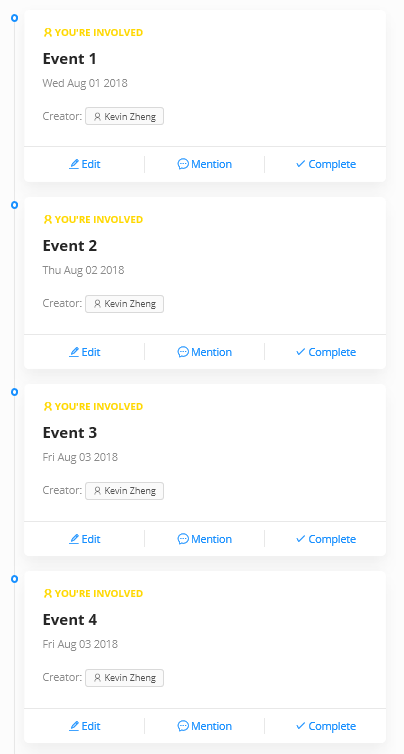 YOU'RE INVOLVED
Event 1
Wed Aug 01 2018
Creator: Kevin Zheng
Edit Mention Complete
YOU'RE INVOLVED
Event 2
Thu Aug 02 2018
Creator: Kevin Zheng
Edit Mention Complete
YOU'RE INVOLVED
Event 3
Fri Aug 03 2018
Creator: Kevin Zheng
Edit Mention Complete
YOU'RE INVOLVED
Event 4
Fri Aug 03 2018
Creator: Kevin Zheng
Edit Mention Complete